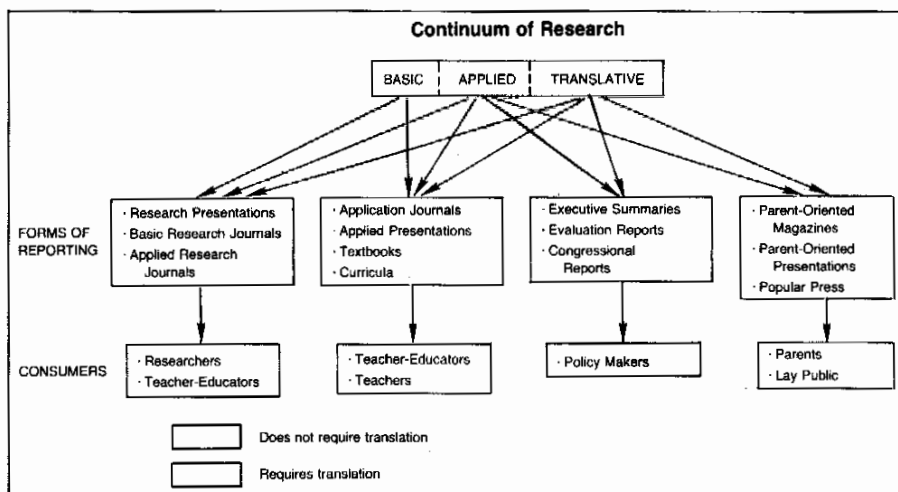 Continuum of Research
BASIC APPLIED TRANSLATIVE
FORMS OF
REPORTING
· Research Presentations
· Basic Research Journals
· Applied Research
Journals
· Application Journals
· Applied Presentations
· Textbooks
· Curricula
· Executive Summaries
· Evaluation Reports
· Congressional
Reports
· Parent-Oriented
Magazines
· Parent-Oriented
Presentations
· Popular Press
CONSUMERS
· Researchers
· Teacher-Educators
· Teacher-Educators
· Teachers
· Policy Makers
· Parents
· Lay Public
Does not require translation
Requires translation